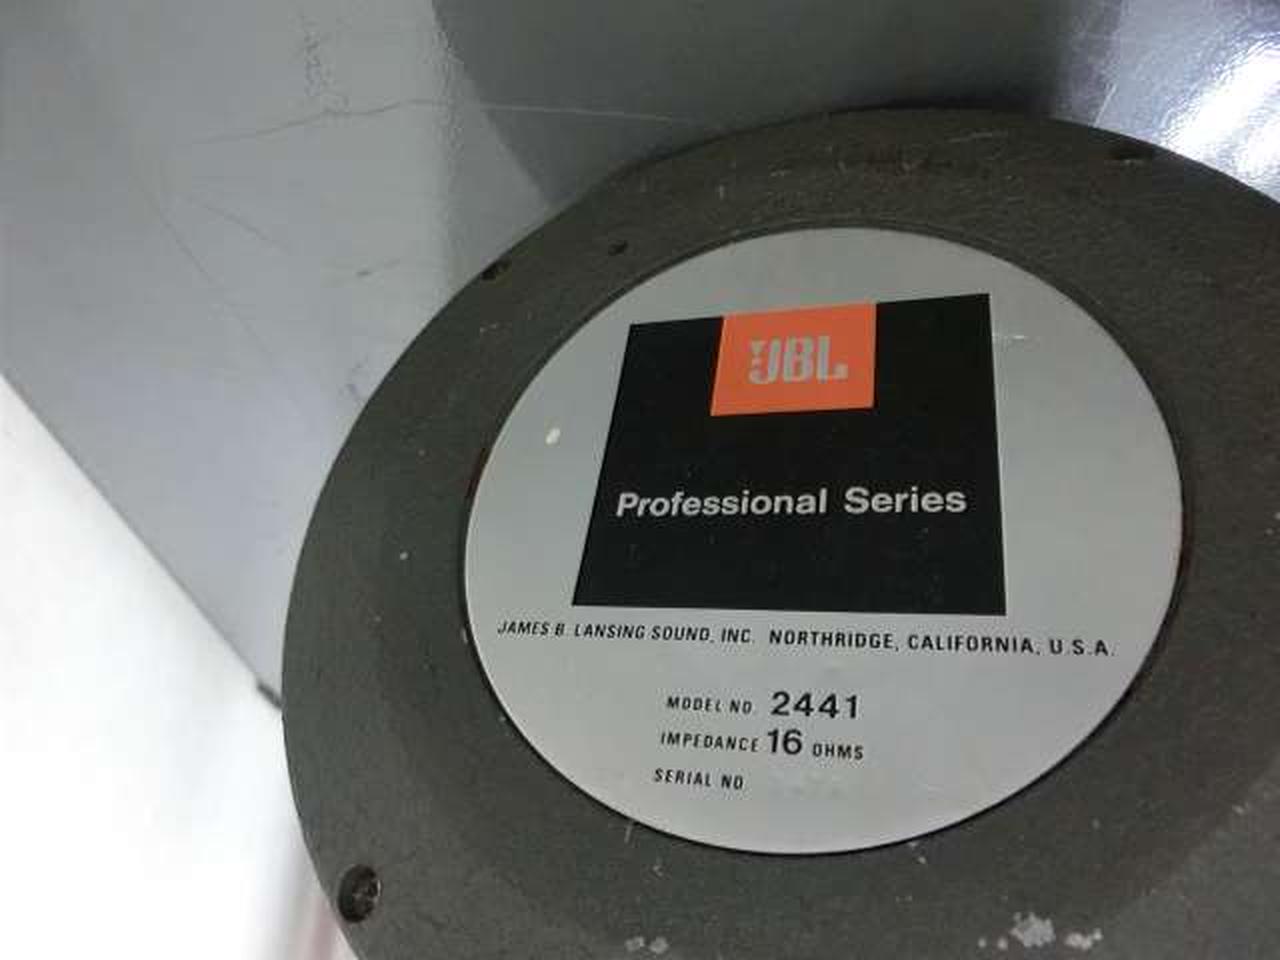 JBL
Professional Series
JAMES B. LANSING SOUND, INC. NORTHRIDGE, CALIFORNIA, U.S.A.
MODEL NO. 2441
IMPEDANCE 16 OHMS
SERIAL NO